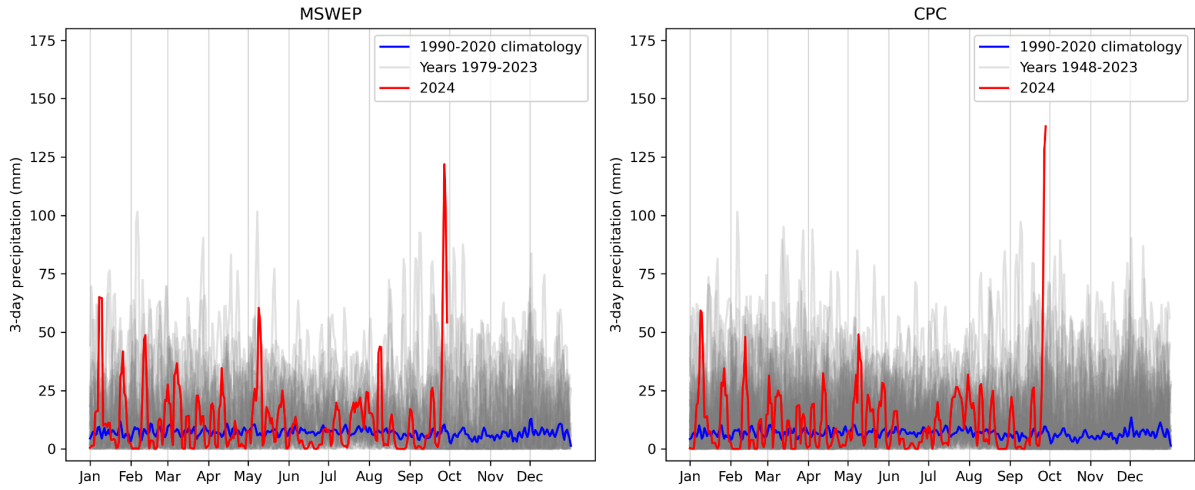 MSWEP
175
150
125
100
75
50
25
0
3-day precipitation (mm)
1990-2020 climatology
Years 1979-2023
2024
Jan Feb Mar Apr May Jun Jul Aug Sep Oct Nov Dec
CPC
175
150
125
100
75
50
25
0
3-day precipitation (mm)
1990-2020 climatology
Years 1948-2023
2024
Jan Feb Mar Apr May Jun Jul Aug Sep Oct Nov Dec